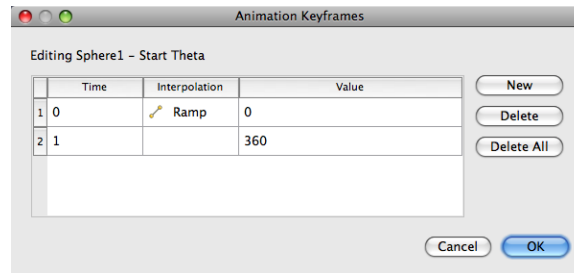 Animation Keyframes
Editing Sphere1 – Start Theta
Time Interpolation Value
1 0 Ramp 0
2 1 360
New
Delete
Delete All
Cancel OK